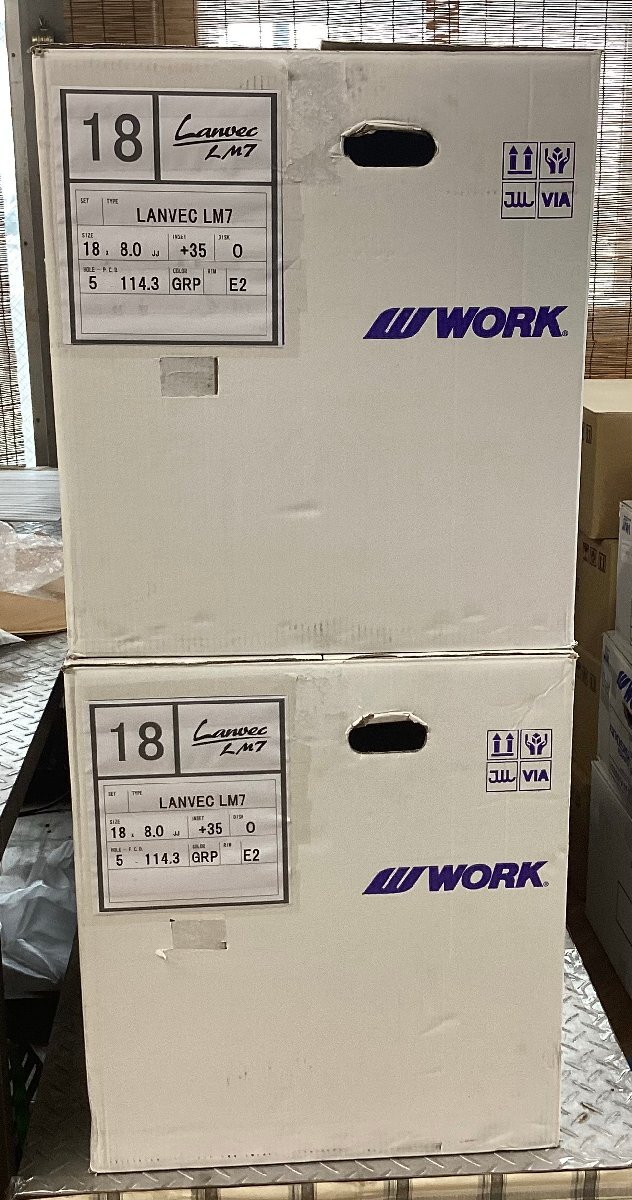 18 Lanvec
LM7
SET TYPE
LANVEC LM7
SIZE INSET DISK
18 x 8.0 JJ +35 O
HOLE - P.C.D. COLOR RIM
5 114.3 GRP E2
JWL VIA
WORK
18 Lanvec
LM7
SET TYPE
LANVEC LM7
SIZE INSET DISK
18 x 8.0 JJ +35 O
HOLE - P.C.D. COLOR RIM
5 - 114.3 GRP E2
JWL VIA
WORK